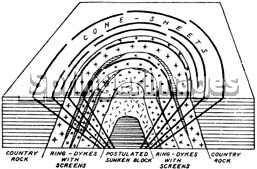 CONE-SHEETS
COUNTRY ROCK
RING-DYKES WITH SCREENS
POSTULATED SUNKEN BLOCK
RING-DYKES WITH SCREENS
COUNTRY ROCK